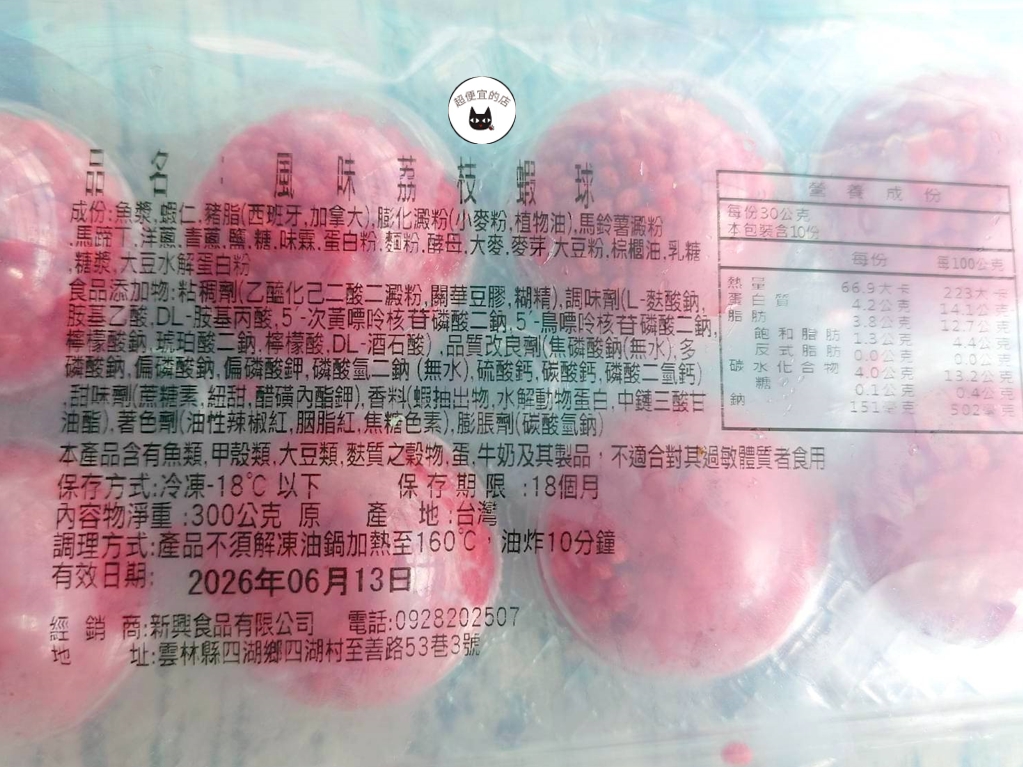 超便宜的店
品名:風味荔枝蝦球
成份:魚漿,蝦仁,豬脂(西班牙,加拿大),膨化澱粉(小麥粉,植物油),馬鈴薯澱粉
,馬蹄丁,洋蔥,青蔥,鹽,糖,味霖,蛋白粉,麵粉,酵母,大麥,麥芽,大豆粉,棕櫚油,乳糖
,糖漿,大豆水解蛋白粉
食品添加物:粘稠劑(乙醯化己二酸二澱粉,關華豆膠,糊精),調味劑(L-麩酸鈉,
胺基乙酸,DL-胺基丙酸,5´-次黃嘌呤核苷磷酸二鈉,5´-鳥嘌呤核苷磷酸二鈉,
檸檬酸鈉,琥珀酸二鈉,檸檬酸,DL-酒石酸),品質改良劑(焦磷酸鈉(無水),多
磷酸鈉,偏磷酸鈉,偏磷酸鉀,磷酸氫二鈉(無水),硫酸鈣,碳酸鈣,磷酸二氫鈣)
,甜味劑(蔗糖素,紐甜,醋磺內酯鉀),香料(蝦抽出物,水解動物蛋白,中鏈三酸甘
油酯),著色劑(油性辣椒紅,胭脂紅,焦糖色素),膨脹劑(碳酸氫鈉)
本產品含有魚類,甲殼類,大豆類,麩質之穀物,蛋,牛奶及其製品,不適合對其過敏體質者食用
保存方式:冷凍-18℃以下 保存期限:18個月
內容物淨重:300公克 原產地:台灣
調理方式:產品不須解凍油鍋加熱至160℃,油炸10分鐘
有效日期: 2026年06月13日
經銷商:新興食品有限公司 電話:0928202507
地址:雲林縣四湖鄉四湖村至善路53巷3號
營養成份
每份30公克
本包裝含10份
每份 每100公克
熱量 66.9大卡 223大卡
蛋白質 4.2公克 14.1公克
脂肪 3.8公克 12.7公克
飽和脂肪 1.3公克 4.4公克
反式脂肪 0.0公克 0.0公克
碳水化合物 4.0公克 13.2公克
糖 0.1公克 0.4公克
鈉 151毫克 502毫克